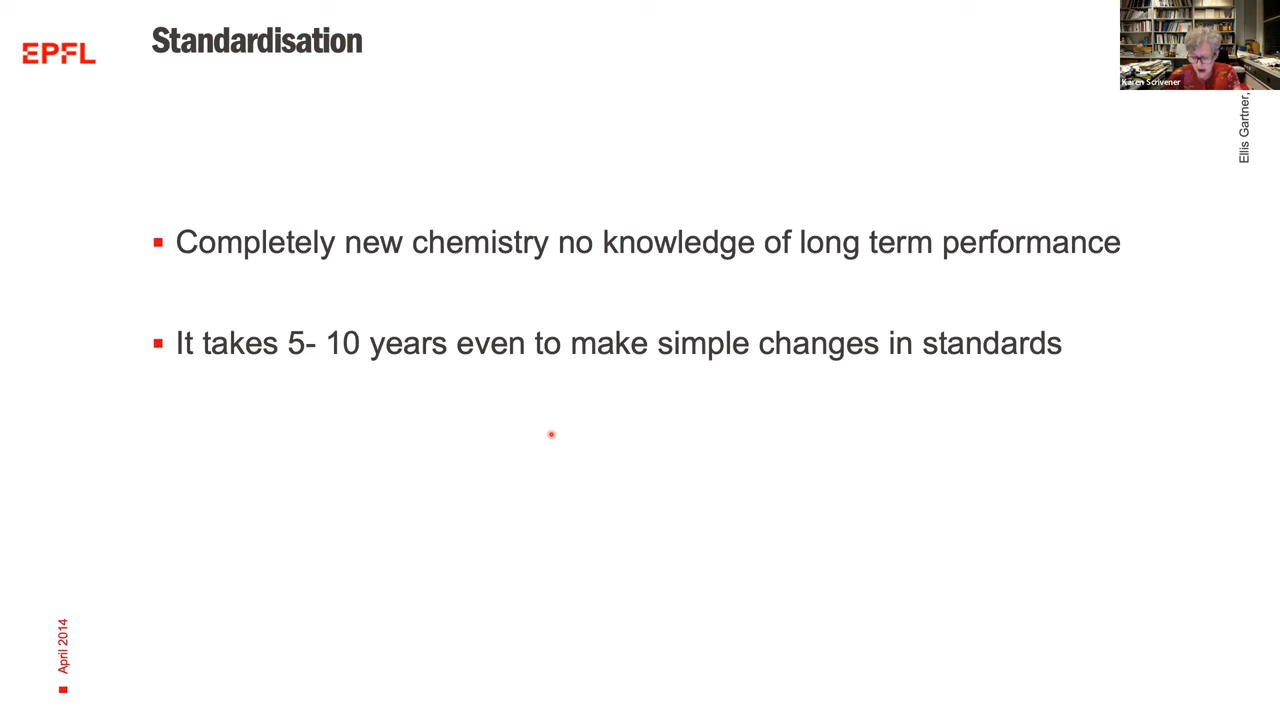 Standardisation
EPFL
Karen Scrivener
Ellis Gartner,
Completely new chemistry no knowledge of long term performance
It takes 5- 10 years even to make simple changes in standards
April 2014